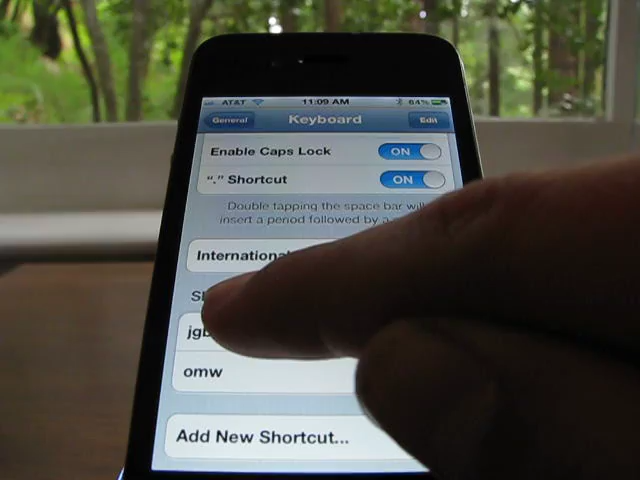 AT&T 11:09 AM 64%
General Keyboard Edit
Enable Caps Lock ON
"." Shortcut ON
Double tapping the space bar will
insert a period followed by a
International
jgb
omw
Add New Shortcut...